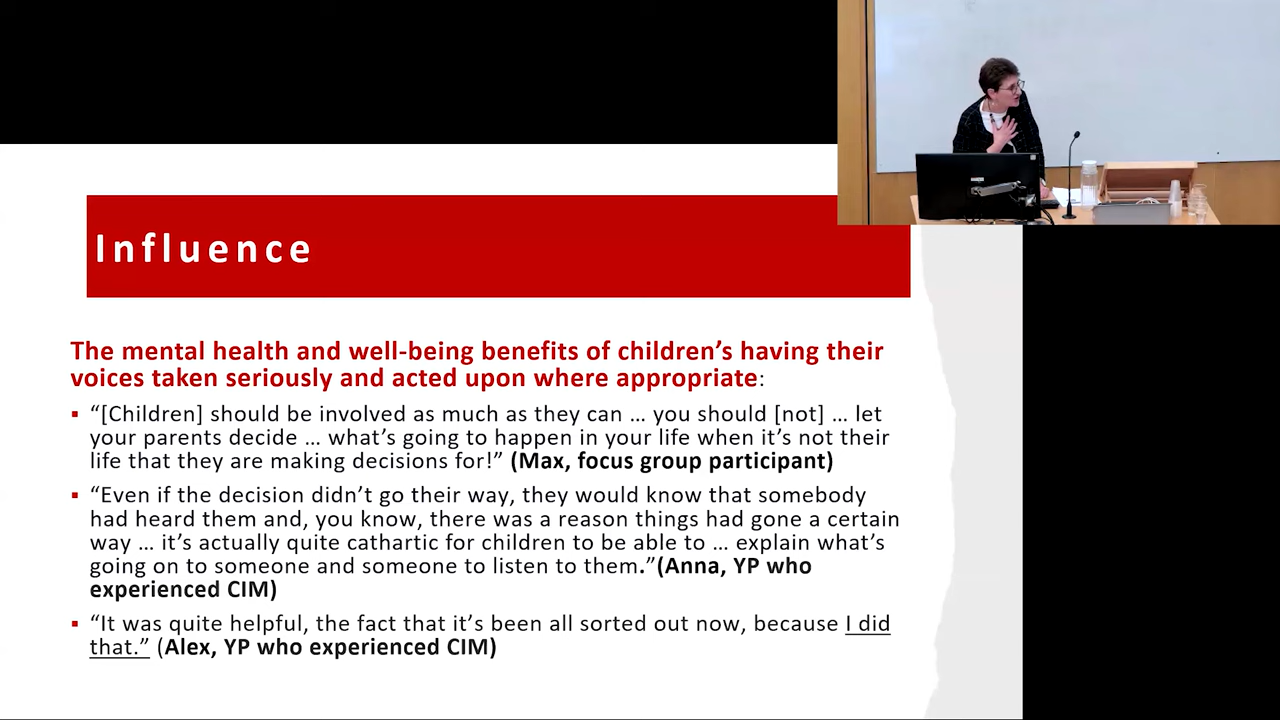 Influence
The mental health and well-being benefits of children’s having their
voices taken seriously and acted upon where appropriate:
▪ “[Children] should be involved as much as they can … you should [not] … let
your parents decide … what’s going to happen in your life when it’s not their
life that they are making decisions for!” (Max, focus group participant)
▪ “Even if the decision didn’t go their way, they would know that somebody
had heard them and, you know, there was a reason things had gone a certain
way … it’s actually quite cathartic for children to be able to … explain what’s
going on to someone and someone to listen to them.”(Anna, YP who
experienced CIM)
▪ “It was quite helpful, the fact that it’s been all sorted out now, because I did
that.” (Alex, YP who experienced CIM)